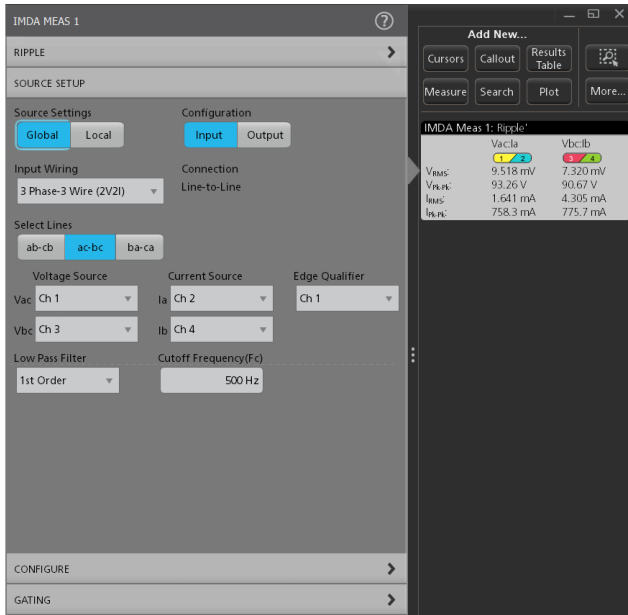 IMDA MEAS 1
?
RIPPLE
SOURCE SETUP
Source Settings
Configuration
Global
Local
Input
Output
Input Wiring
Connection
3 Phase-3 Wire (2V2I)
Line-to-Line
Select Lines
ab-cb
ac-bc
ba-ca
Voltage Source
Current Source
Edge Qualifier
Vac Ch 1
Ia Ch 2
Ch 1
Vbc Ch 3
Ib Ch 4
Low Pass Filter
Cutoff Frequency(Fc)
1st Order
500 Hz
CONFIGURE
GATING
Add New...
Cursors
Callout
Results
Table
Measure
Search
Plot
More...
IMDA Meas 1: Ripple'
Vac:Ia Vbc:Ib
1 2 3 4
VRMS: 9.518 mV 7.320 mV
VPk-Pk: 93.26 V 90.67 V
IRMS: 1.641 mA 4.305 mA
IPk-Pk: 758.3 mA 775.7 mA